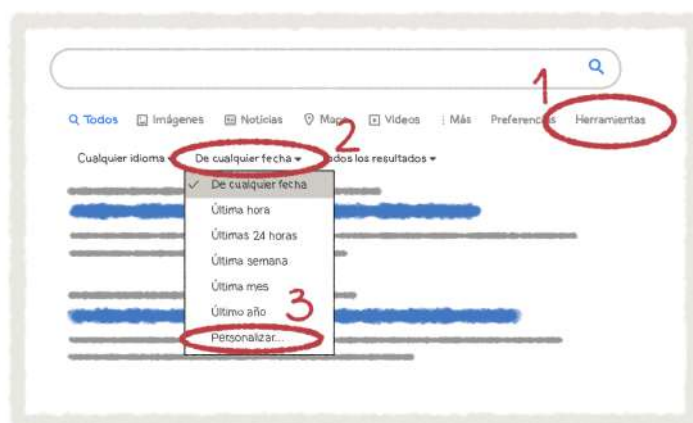 1
Todos Imágenes Noticias Maps Videos Más Preferencias Herramientas
2
Cualquier idioma De cualquier fecha Todos los resultados
De cualquier fecha
Última hora
Últimas 24 horas
Última semana
Última mes
Último año
3
Personalizar...